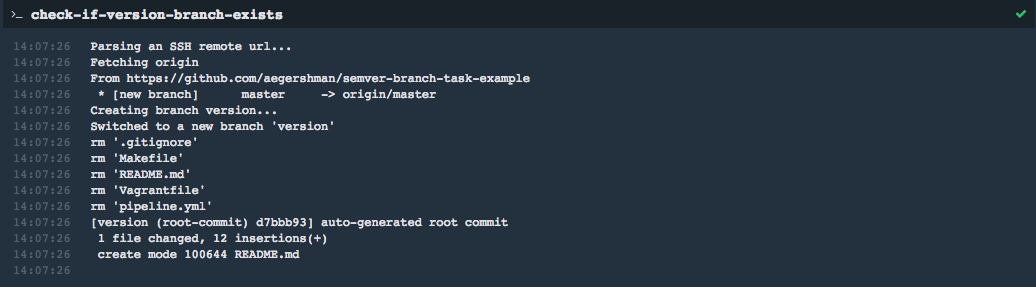 >_ check-if-version-branch-exists
14:07:26 Parsing an SSH remote url...
14:07:26 Fetching origin
14:07:26 From https://github.com/aegershman/semver-branch-task-example
14:07:26 * [new branch] master -> origin/master
14:07:26 Creating branch version...
14:07:26 Switched to a new branch 'version'
14:07:26 rm '.gitignore'
14:07:26 rm 'Makefile'
14:07:26 rm 'README.md'
14:07:26 rm 'Vagrantfile'
14:07:26 rm 'pipeline.yml'
14:07:26 [version (root-commit) d7bbb93] auto-generated root commit
14:07:26 1 file changed, 12 insertions(+)
14:07:26 create mode 100644 README.md
14:07:26